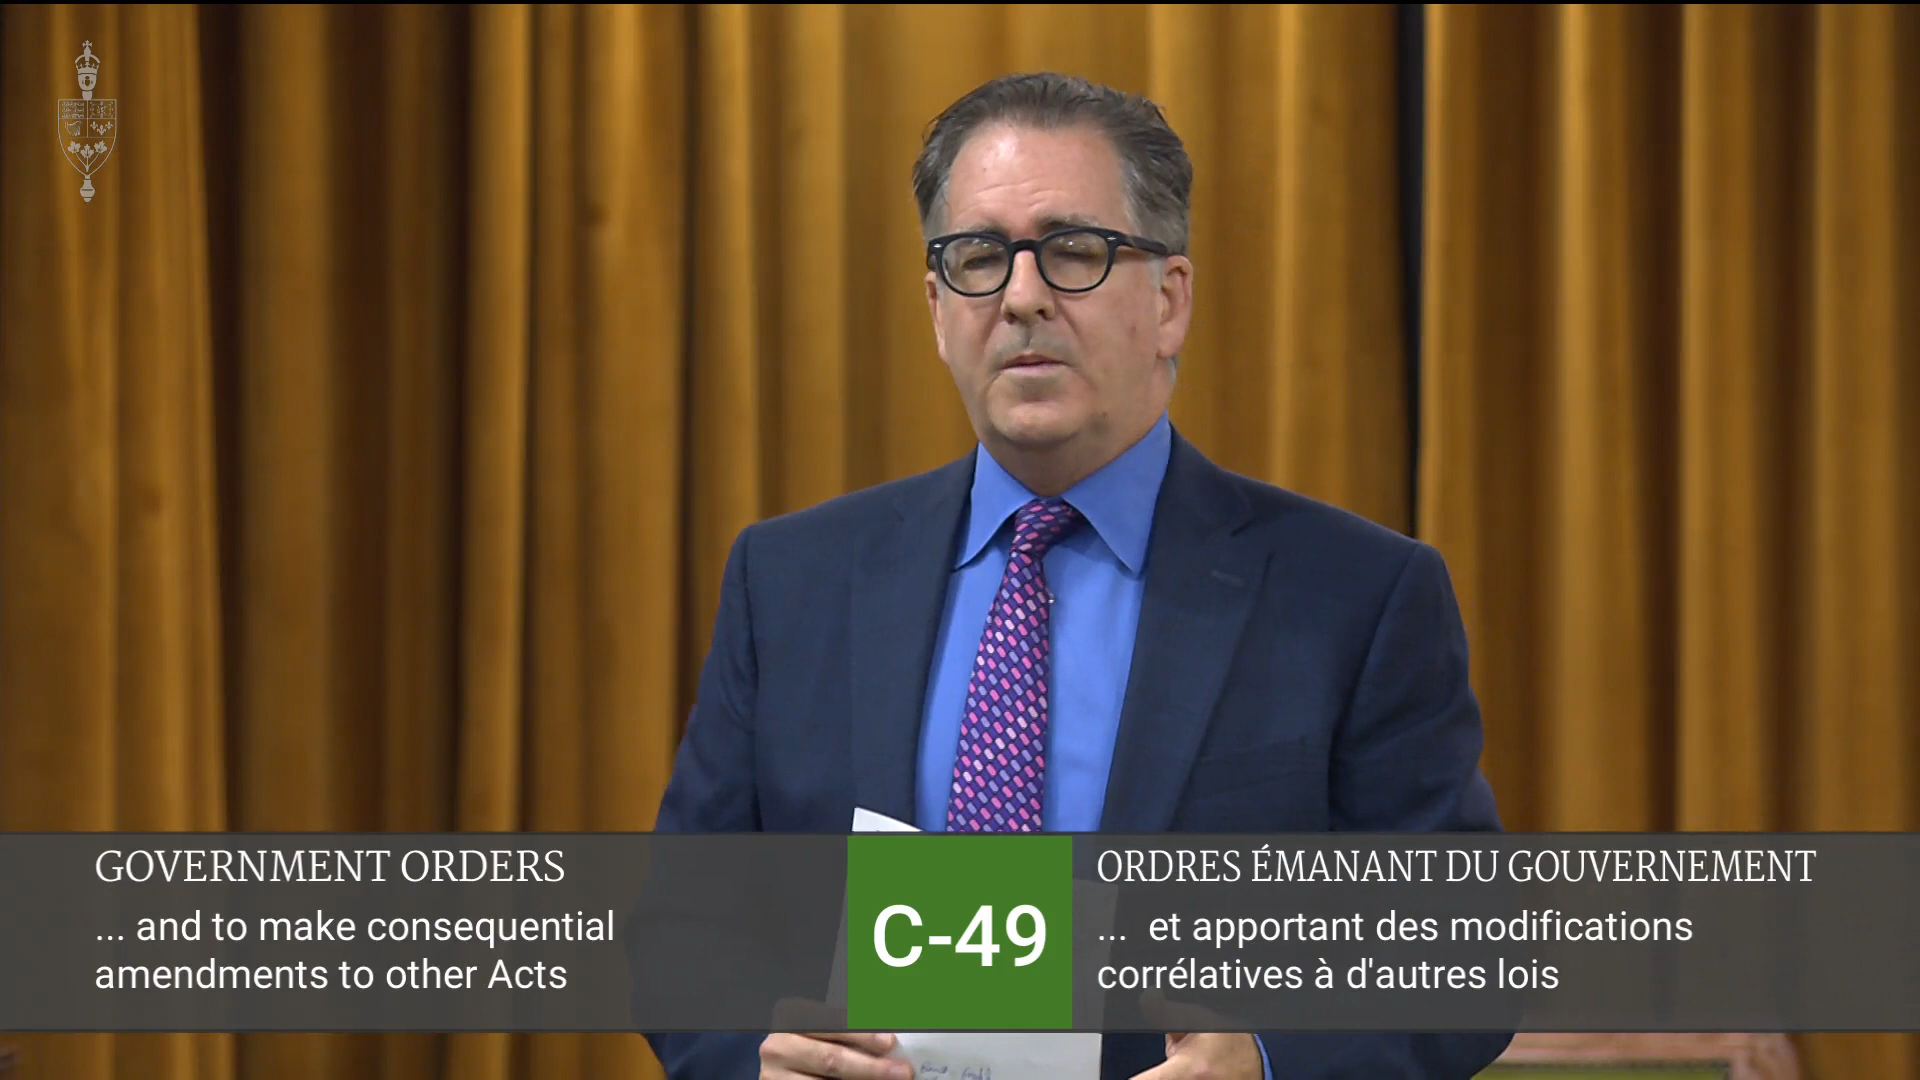 GOVERNMENT ORDERS
... and to make consequential
amendments to other Acts
C-49
ORDRES ÉMANANT DU GOUVERNEMENT
... et apportant des modifications
corrélatives à d'autres lois